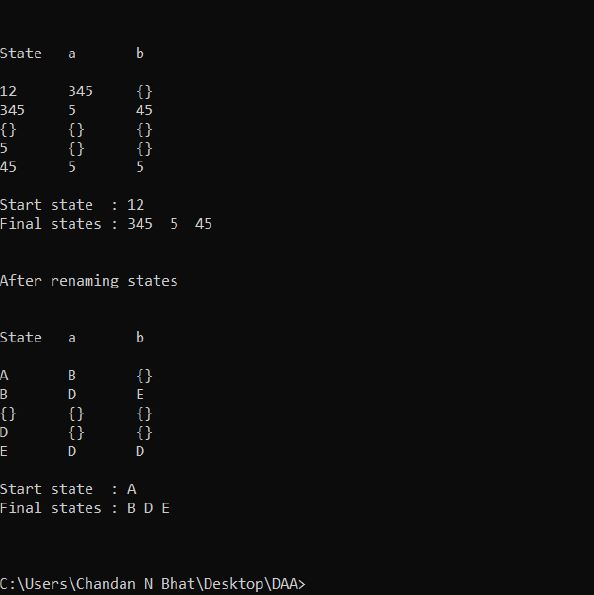 State   a       b
12      345     {}
345     5       45
{}      {}      {}
5       {}      {}
45      5       5
Start state  : 12
Final states : 345  5  45
After renaming states
State   a       b
A       B       {}
B       D       E
{}      {}      {}
D       {}      {}
E       D       D
Start state  : A
Final states : B D E
C:\Users\Chandan N Bhat\Desktop\DAA>